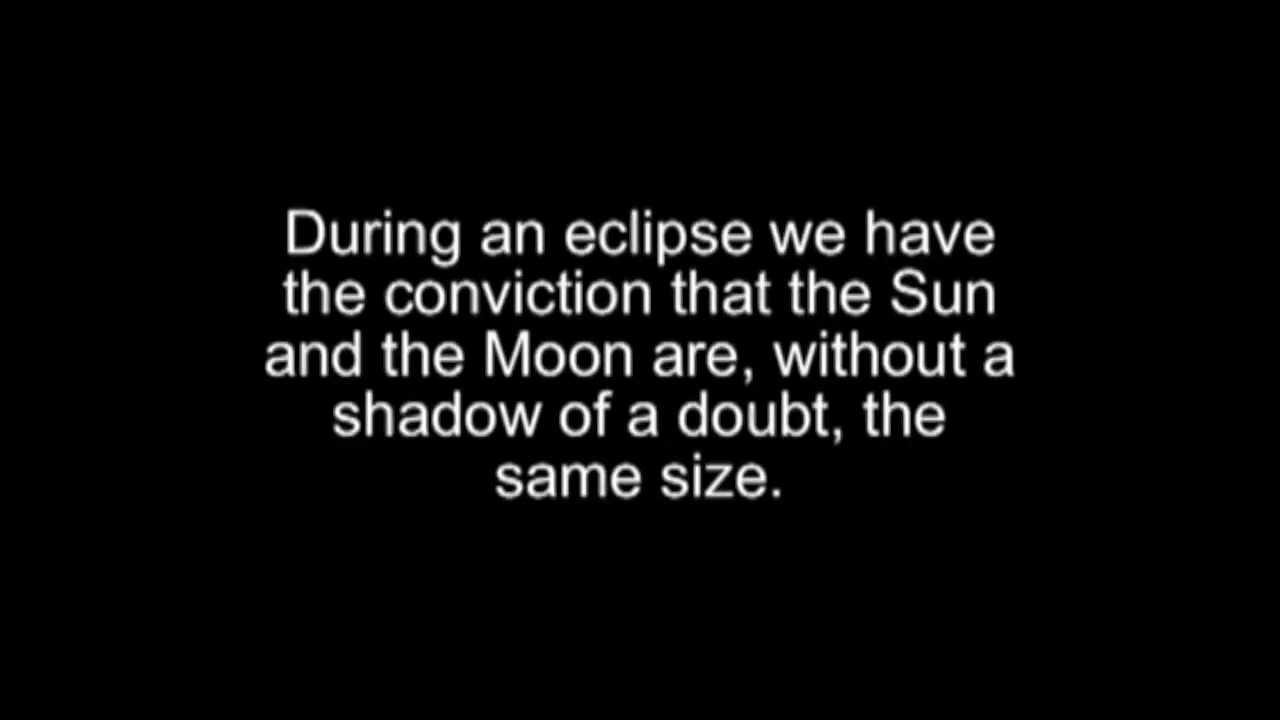 During an eclipse we have
the conviction that the Sun
and the Moon are, without a
shadow of a doubt, the
same size.